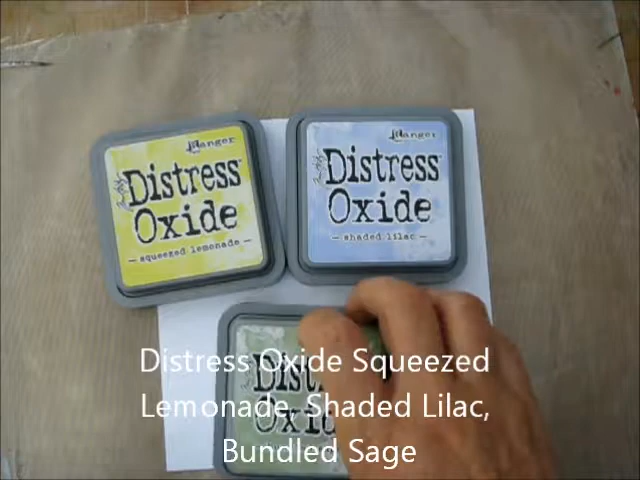 Ranger
Distress
Oxide
— squeezed lemonade —
Ranger
Distress
Oxide
— shaded lilac —
Distress Oxide Squeezed
Lemonade, Shaded Lilac,
Bundled Sage